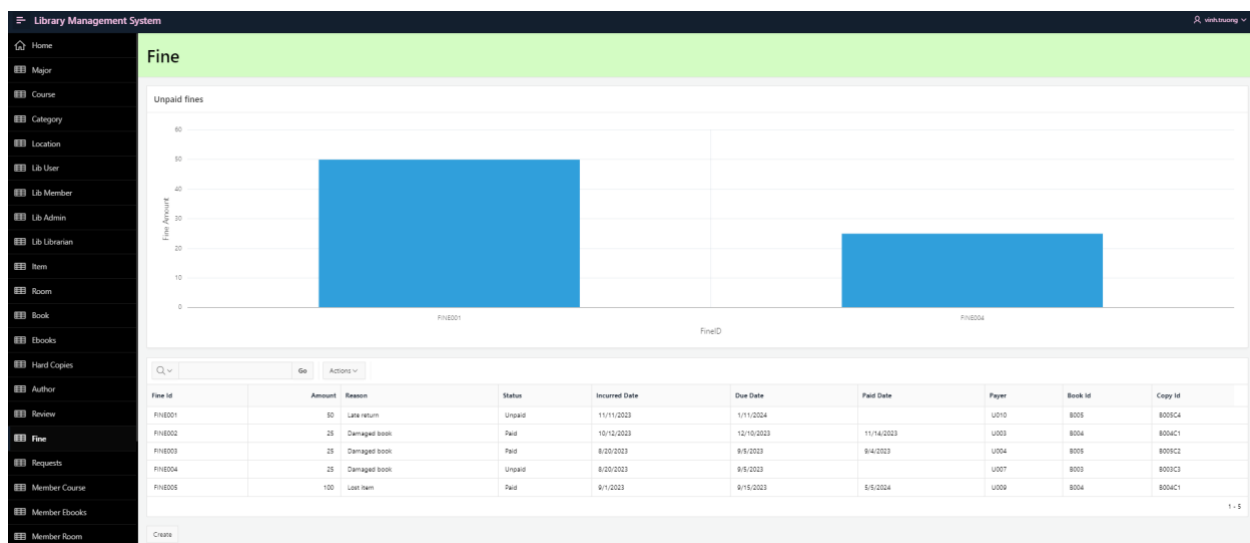 Library Management System
vinh.truong
Home
Major
Course
Category
Location
Lib User
Lib Member
Lib Admin
Lib Librarian
Item
Room
Book
Ebooks
Hard Copies
Author
Review
Fine
Requests
Member Course
Member Ebooks
Member Room
Fine
Unpaid fines
60
50
40
30
20
10
0
Fine Amount
FINE001 FINE004
FineID
Go Actions
Fine Id Amount Reason Status Incurred Date Due Date Paid Date Payer Book Id Copy Id
FINE001 50 Late return Unpaid 11/11/2023 1/11/2024 U010 B005 B005C4
FINE002 25 Damaged book Paid 10/12/2023 12/10/2023 11/14/2023 U003 B004 B004C1
FINE003 25 Damaged book Paid 8/20/2023 9/5/2023 9/4/2023 U004 B005 B005C2
FINE004 25 Damaged book Unpaid 8/20/2023 9/5/2023 U007 B003 B003C3
FINE005 100 Lost item Paid 9/1/2023 9/15/2023 5/5/2024 U009 B004 B004C1
1 - 5
Create